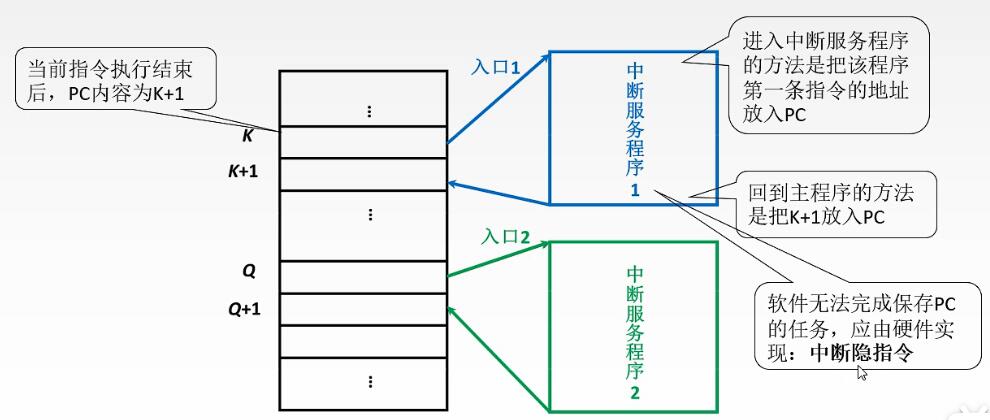 当前指令执行结束
后，PC内容为K+1
⋮
K
K+1
⋮
Q
Q+1
⋮
入口1
中断服务程序1
进入中断服务程序
的方法是把该程序
第一条指令的地址
放入PC
回到主程序的方法
是把K+1放入PC
入口2
中断服务程序2
软件无法完成保存PC
的任务，应由硬件实
现：中断隐指令